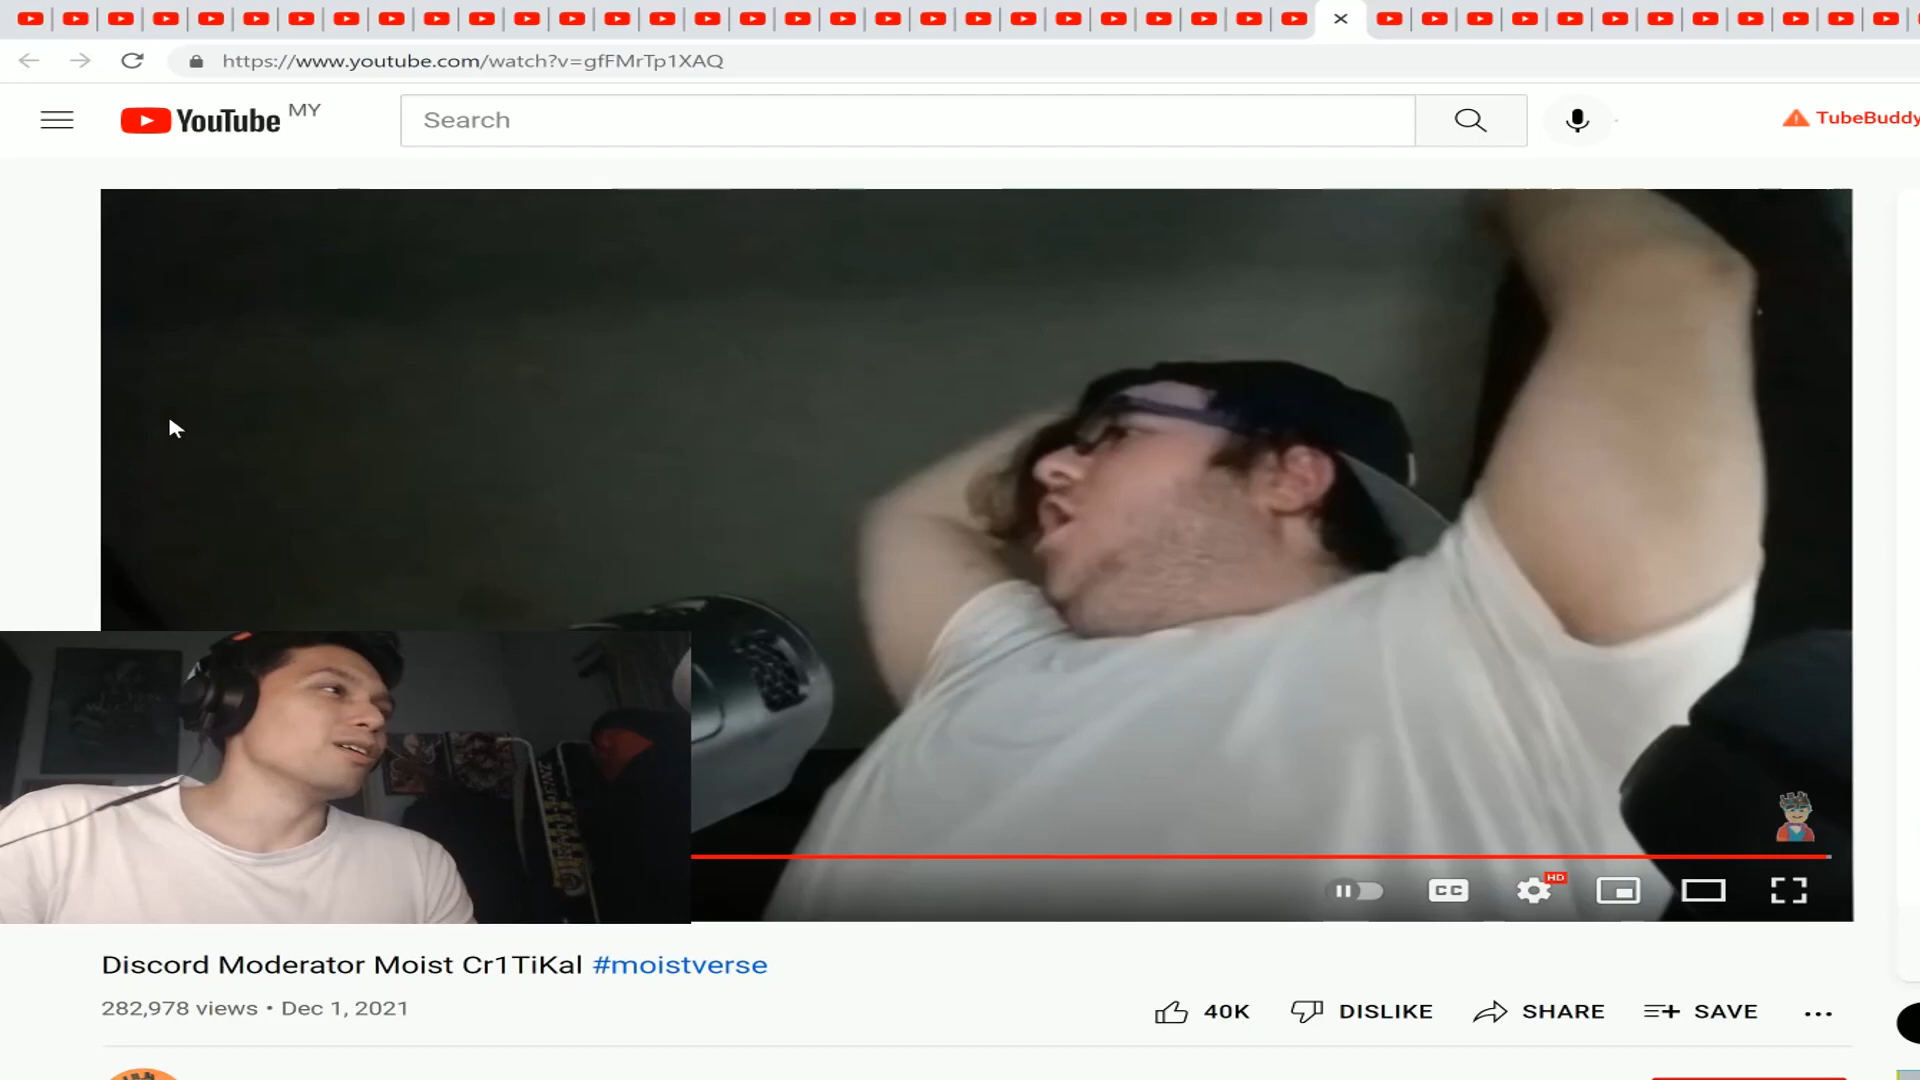 https://www.youtube.com/watch?v=gfFMrTp1XAQ
YouTube MY
Search
TubeBuddy
CC
HD
Discord Moderator Moist Cr1TiKal #moistverse
282,978 views • Dec 1, 2021
40K DISLIKE SHARE SAVE